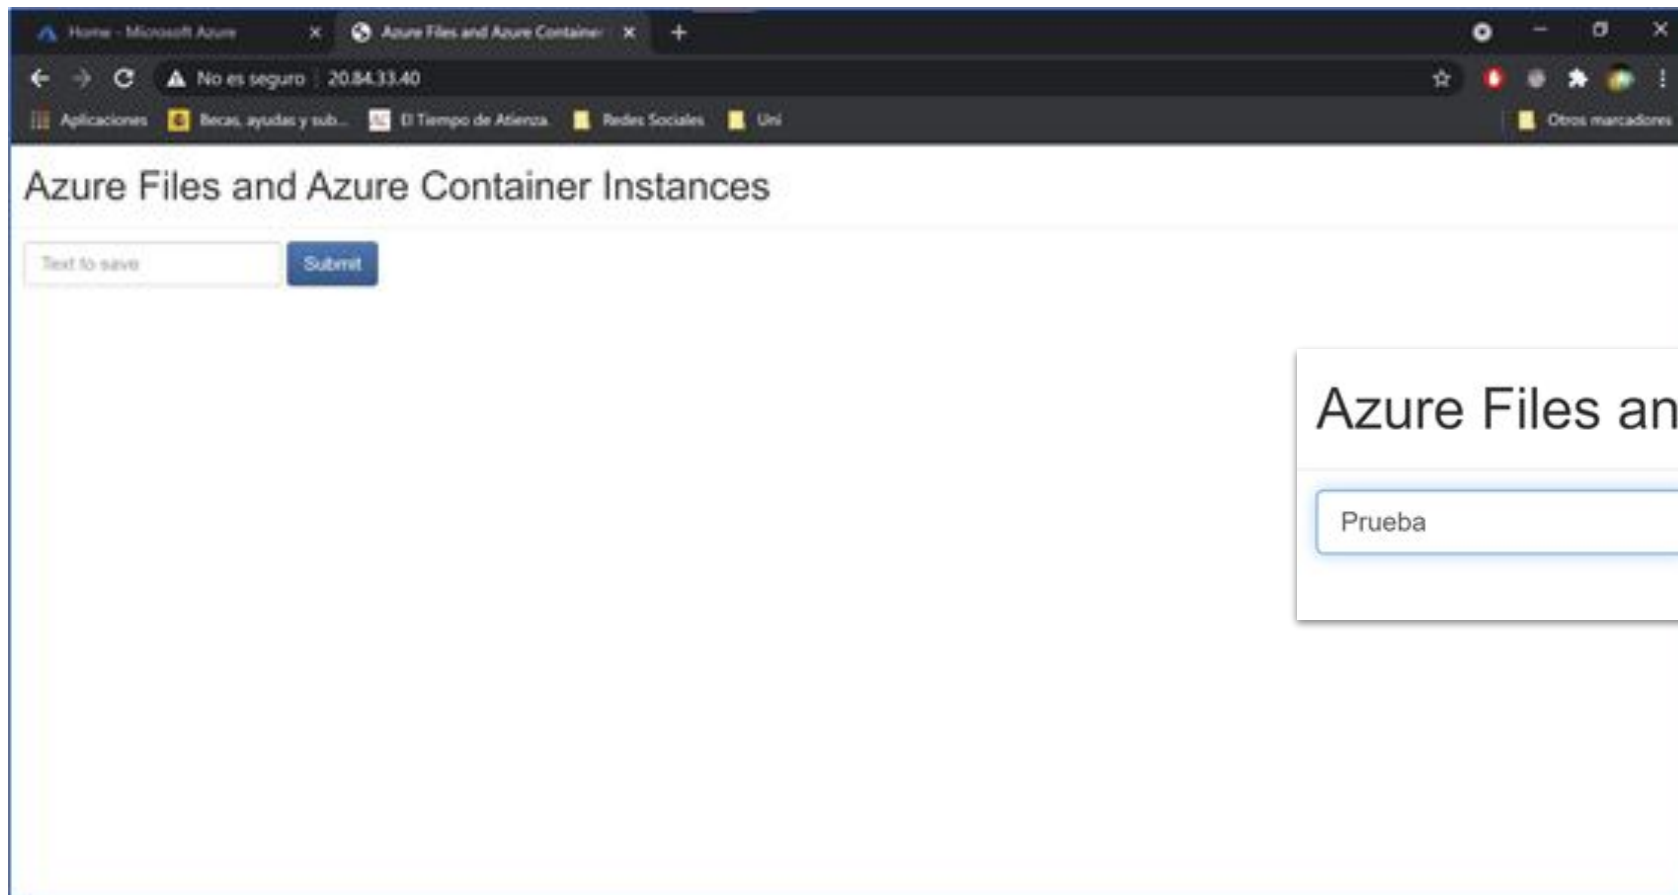 Home - Microsoft Azure
Azure Files and Azure Container
No es seguro | 20.84.33.40
Aplicaciones
Becas, ayudas y sub...
El Tiempo de Atienza
Redes Sociales
Uni
Otros marcadores
Azure Files and Azure Container Instances
Text to save
Submit
Azure Files an
Prueba